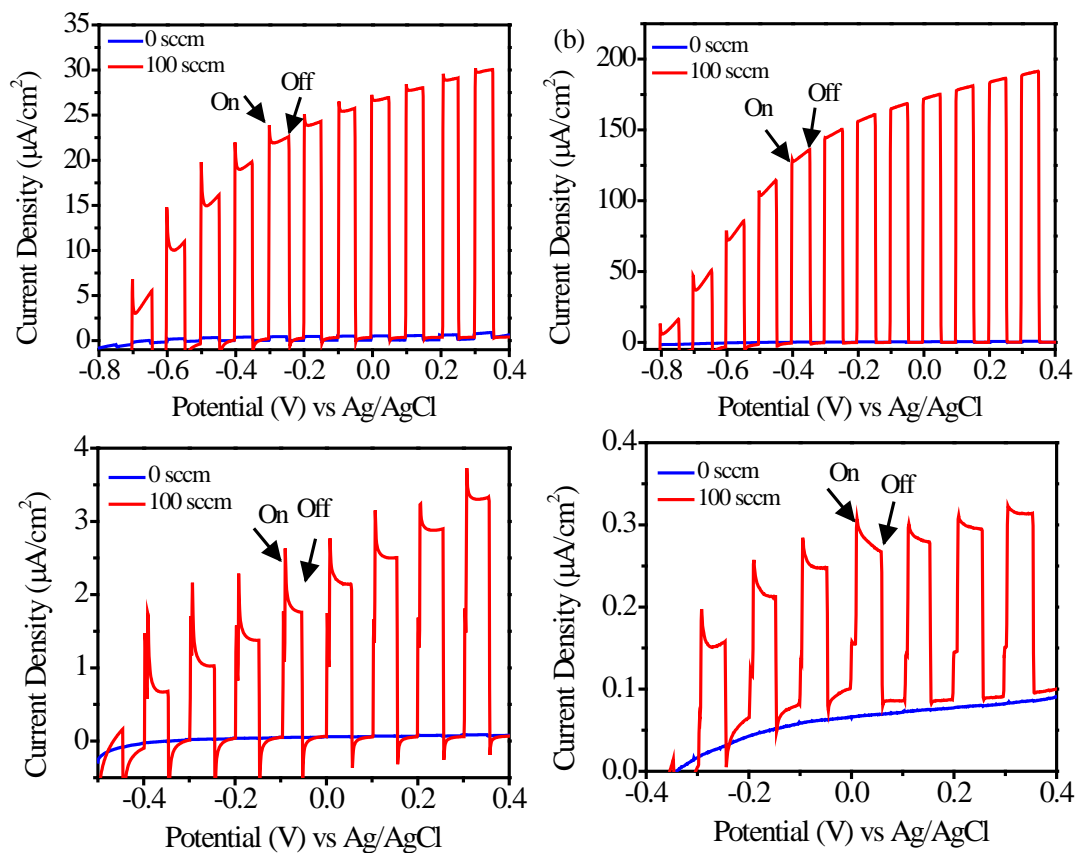 35
30
25
20
15
10
5
0
0 sccm
100 sccm
On
Off
-0.8 -0.6 -0.4 -0.2 0.0 0.2 0.4
Potential (V) vs Ag/AgCl
Current Density (µA/cm²)
(b)
200
150
100
50
0
0 sccm
100 sccm
On
Off
-0.8 -0.6 -0.4 -0.2 0.0 0.2 0.4
Potential (V) vs Ag/AgCl
Current Density (µA/cm²)
4
3
2
1
0
0 sccm
100 sccm
On Off
-0.4 -0.2 0.0 0.2 0.4
Potential (V) vs Ag/AgCl
Current Density (µA/cm²)
0.4
0.3
0.2
0.1
0.0
0 sccm
100 sccm
On
Off
-0.4 -0.2 0.0 0.2 0.4
Potential (V) vs Ag/AgCl
Current Density (µA/cm²)